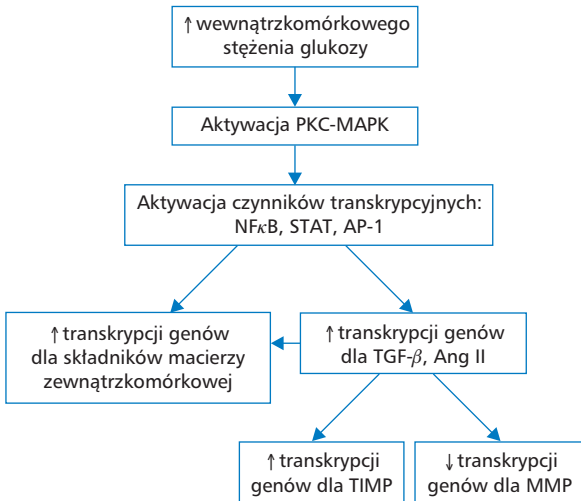 ↑ wewnątrzkomórkowego
stężenia glukozy
Aktywacja PKC-MAPK
Aktywacja czynników transkrypcyjnych:
NFκB, STAT, AP-1
↑ transkrypcji genów
dla składników macierzy
zewnątrzkomórkowej
↑ transkrypcji genów
dla TGF-β, Ang II
↑ transkrypcji
genów dla TIMP
↓ transkrypcji
genów dla MMP